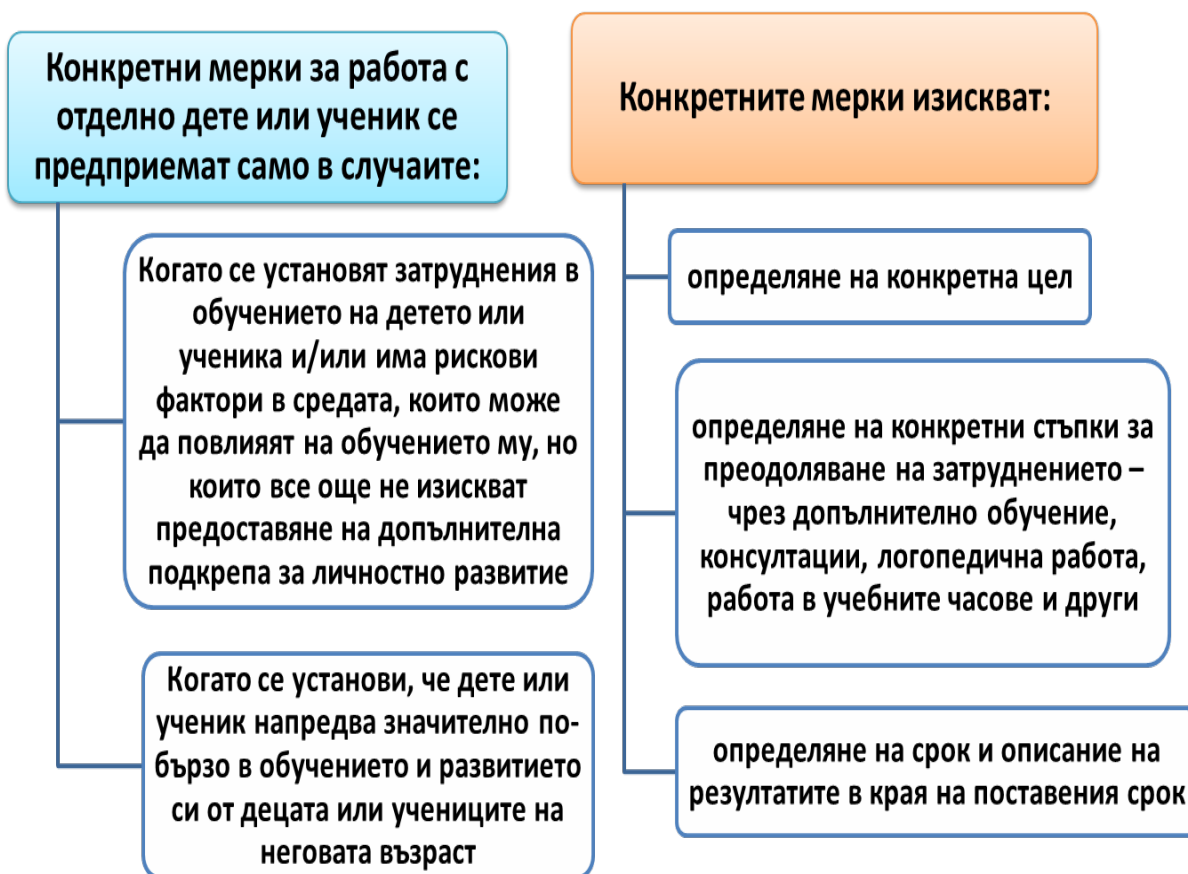 Конкретни мерки за работа с
отделно дете или ученик се
предприемат само в случаите:
Когато се установят затруднения в
обучението на детето или
ученика и/или има рискови
фактори в средата, които може
да повлияят на обучението му, но
които все още не изискват
предоставяне на допълнителна
подкрепа за личностно развитие
Когато се установи, че дете или
ученик напредва значително по-
бързо в обучението и развитието
си от децата или учениците на
неговата възраст
Конкретните мерки изискват:
определяне на конкретна цел
определяне на конкретни стъпки за
преодоляване на затруднението –
чрез допълнително обучение,
консултации, логопедична работа,
работа в учебните часове и други
определяне на срок и описание на
резултатите в края на поставения срок